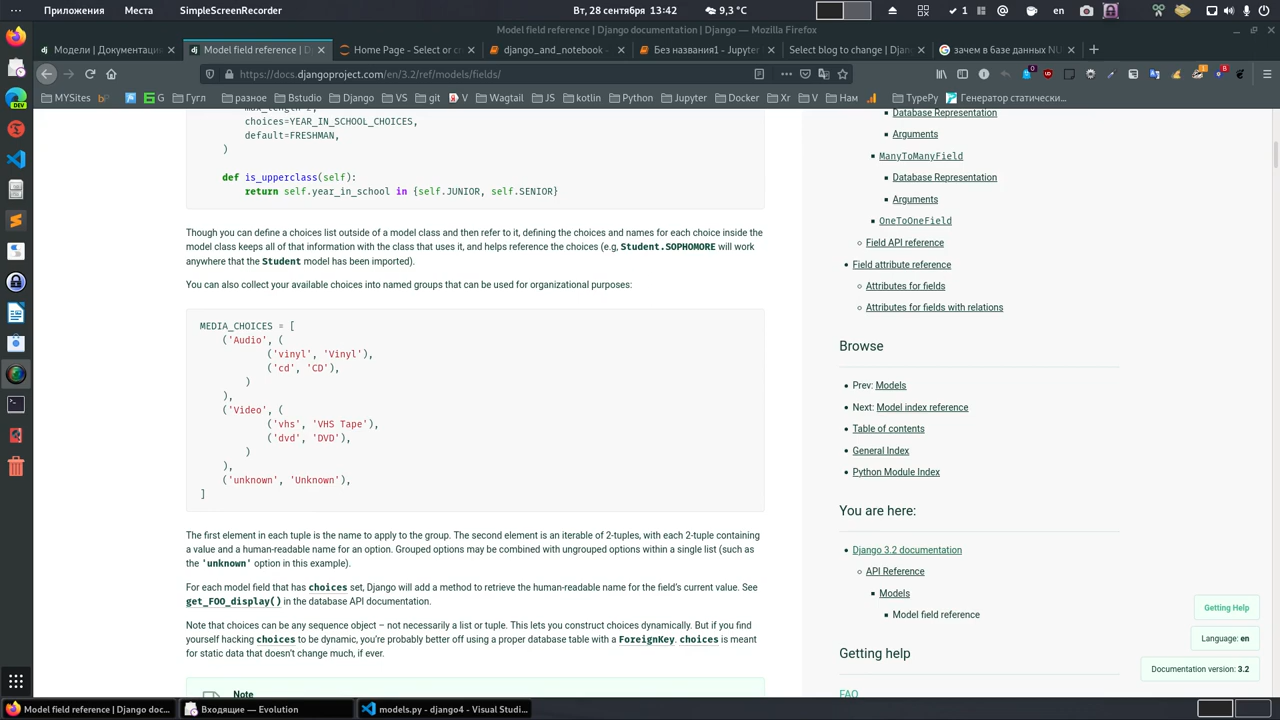 Приложения Места SimpleScreenRecorder Вт, 28 сентября 13:42 9,3 °C 1 en
Model field reference | Django documentation | Django — Mozilla Firefox
Модели | Документаци
Model field reference | D
Home Page - Select or cr
django_and_notebook -
Без названия1 - Jupyter
Select blog to change | Dj
зачем в базе данных NU
https://docs.djangoproject.com/en/3.2/ref/models/fields/
MYSites G Гугл разное Bstudio Django VS git V Wagtail JS kotlin Python Jupyter Docker Xr V Нам TypePy Генератор статически…
choices=YEAR_IN_SCHOOL_CHOICES,
default=FRESHMAN,
)
def is_upperclass(self):
return self.year_in_school in {self.JUNIOR, self.SENIOR}
Though you can define a choices list outside of a model class and then refer to it, defining the choices and names for each choice inside the
model class keeps all of that information with the class that uses it, and helps reference the choices (e.g, Student.SOPHOMORE will work
anywhere that the Student model has been imported).
You can also collect your available choices into named groups that can be used for organizational purposes:
MEDIA_CHOICES = [
('Audio', (
('vinyl', 'Vinyl'),
('cd', 'CD'),
)
),
('Video', (
('vhs', 'VHS Tape'),
('dvd', 'DVD'),
)
),
('unknown', 'Unknown'),
]
The first element in each tuple is the name to apply to the group. The second element is an iterable of 2-tuples, with each 2-tuple containing
a value and a human-readable name for an option. Grouped options may be combined with ungrouped options within a single list (such as
the 'unknown' option in this example).
For each model field that has choices set, Django will add a method to retrieve the human-readable name for the field's current value. See
get_FOO_display() in the database API documentation.
Note that choices can be any sequence object – not necessarily a list or tuple. This lets you construct choices dynamically. But if you find
yourself hacking choices to be dynamic, you're probably better off using a proper database table with a ForeignKey. choices is meant
for static data that doesn't change much, if ever.
Note
Database Representation
Arguments
ManyToManyField
Database Representation
Arguments
OneToOneField
Field API reference
Field attribute reference
Attributes for fields
Attributes for fields with relations
Browse
Prev: Models
Next: Model index reference
Table of contents
General Index
Python Module Index
You are here:
Django 3.2 documentation
API Reference
Models
Model field reference
Getting help
FAQ
Getting Help
Language: en
Documentation version: 3.2
Model field reference | Django doc…
Входящие — Evolution
models.py - django4 - Visual Studi…